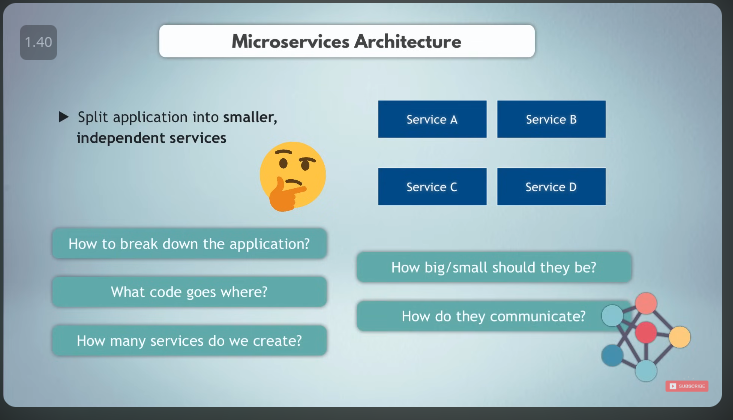 1.40
Microservices Architecture
Split application into smaller,
independent services
Service A
Service B
Service C
Service D
How to break down the application?
What code goes where?
How many services do we create?
How big/small should they be?
How do they communicate?
SUBSCRIBE